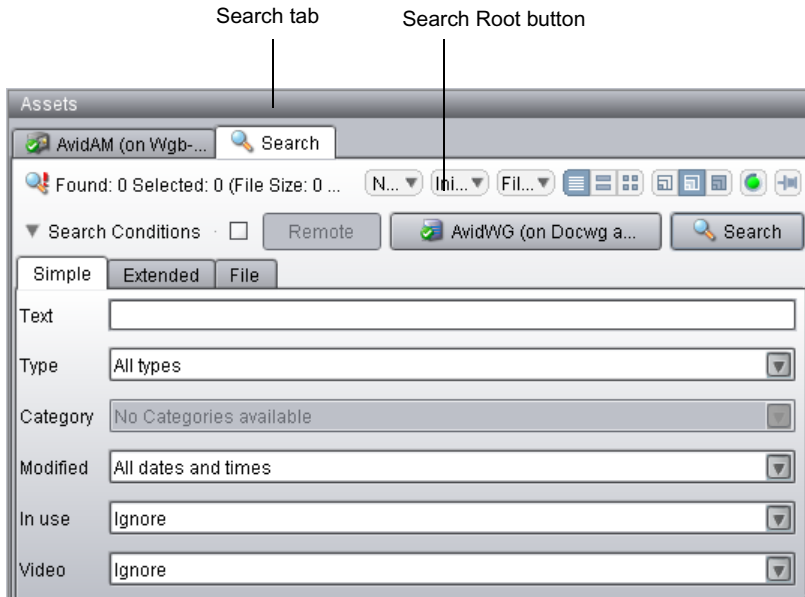 Search tab
Search Root button
Assets
AvidAM (on Wgb-...
Search
Found: 0 Selected: 0 (File Size: 0 ...
N...
Ini...
Fil...
Search Conditions
Remote
AvidWG (on Docwg a...
Search
Simple
Extended
File
Text
Type
All types
Category
No Categories available
Modified
All dates and times
In use
Ignore
Video
Ignore